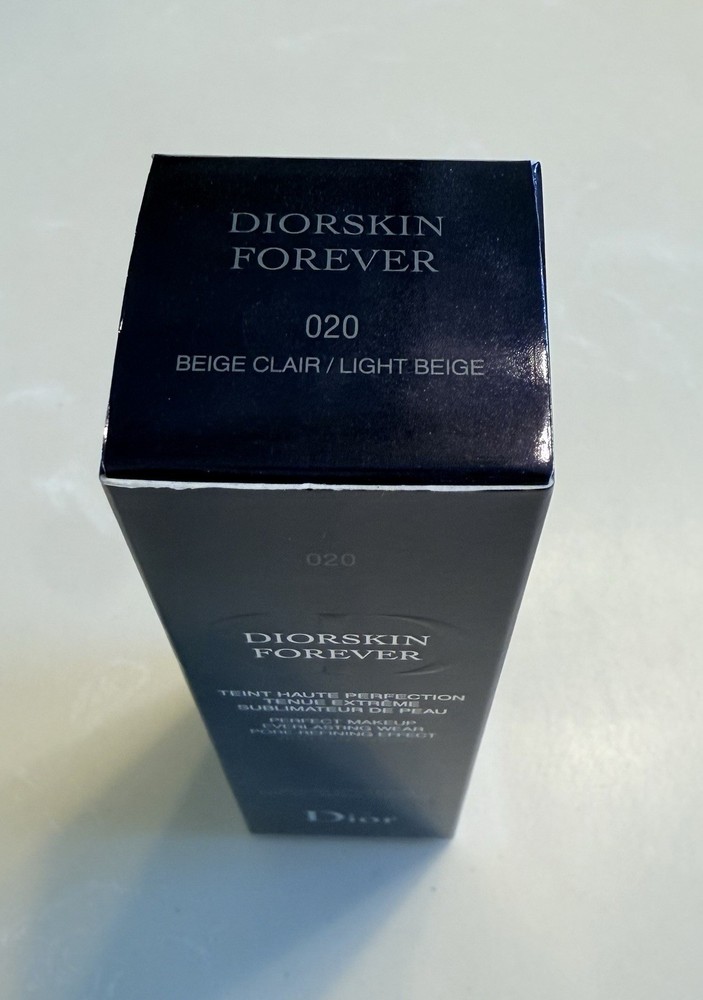 DIORSKIN
FOREVER
020
BEIGE CLAIR / LIGHT BEIGE
020
DIORSKIN
FOREVER
TEINT HAUTE PERFECTION
TENUE EXTRÊME
SUBLIMATEUR DE PEAU
PERFECT MAKEUP
EVERLASTING WEAR
PORE-REFINING EFFECT
Dior